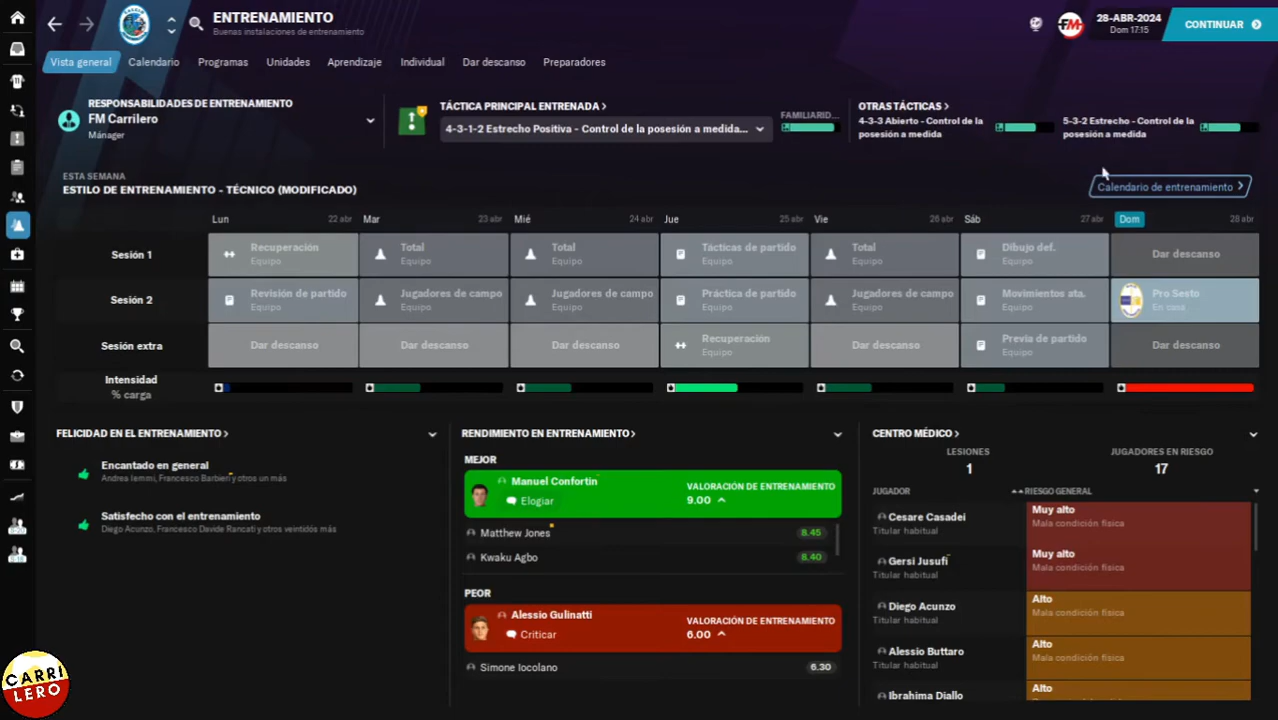 ENTRENAMIENTO
Buenas instalaciones de entrenamiento
28-ABR-2024
Dom 17:15
CONTINUAR
FM
Vista general
Calendario
Programas
Unidades
Aprendizaje
Individual
Dar descanso
Preparadores
RESPONSABILIDADES DE ENTRENAMIENTO
FM Carrilero
Mánager
TÁCTICA PRINCIPAL ENTRENADA
4-3-1-2 Estrecho Positiva - Control de la posesión a medida...
FAMILIARID...
OTRAS TÁCTICAS
4-3-3 Abierto - Control de la
posesión a medida
5-3-2 Estrecho - Control de la
posesión a medida
ESTA SEMANA
ESTILO DE ENTRENAMIENTO - TÉCNICO (MODIFICADO)
Calendario de entrenamiento
Lun 22 abr Mar 23 abr Mié 24 abr Jue 25 abr Vie 26 abr Sáb 27 abr Dom 28 abr
Sesión 1
Recuperación
Equipo
Total
Equipo
Total
Equipo
Tácticas de partido
Equipo
Total
Equipo
Dibujo def.
Equipo
Dar descanso
Sesión 2
Revisión de partido
Equipo
Jugadores de campo
Equipo
Jugadores de campo
Equipo
Práctica de partido
Equipo
Jugadores de campo
Equipo
Movimientos ata.
Equipo
Pro Sesto
En casa
Sesión extra
Dar descanso
Dar descanso
Dar descanso
Recuperación
Equipo
Dar descanso
Previa de partido
Equipo
Dar descanso
Intensidad
% carga
FELICIDAD EN EL ENTRENAMIENTO
Encantado en general
Andrea Iemmi, Francesco Barbieri y otros un más
Satisfecho con el entrenamiento
Diego Acunzo, Francesco Davide Rancati y otros veintidós más
RENDIMIENTO EN ENTRENAMIENTO
MEJOR
Manuel Confortin
Elogiar
VALORACIÓN DE ENTRENAMIENTO
9.00
Matthew Jones 8.45
Kwaku Agbo 8.40
PEOR
Alessio Gulinatti
Criticar
VALORACIÓN DE ENTRENAMIENTO
6.00
Simone Iocolano 6.30
CENTRO MÉDICO
LESIONES
1
JUGADORES EN RIESGO
17
JUGADOR
RIESGO GENERAL
Cesare Casadei
Titular habitual
Muy alto
Mala condición física
Gersi Jusufi
Titular habitual
Muy alto
Mala condición física
Diego Acunzo
Titular habitual
Alto
Mala condición física
Alessio Buttaro
Titular habitual
Alto
Mala condición física
Ibrahima Diallo
Titular habitual
Alto
Mala condición física
CARRI
LERO